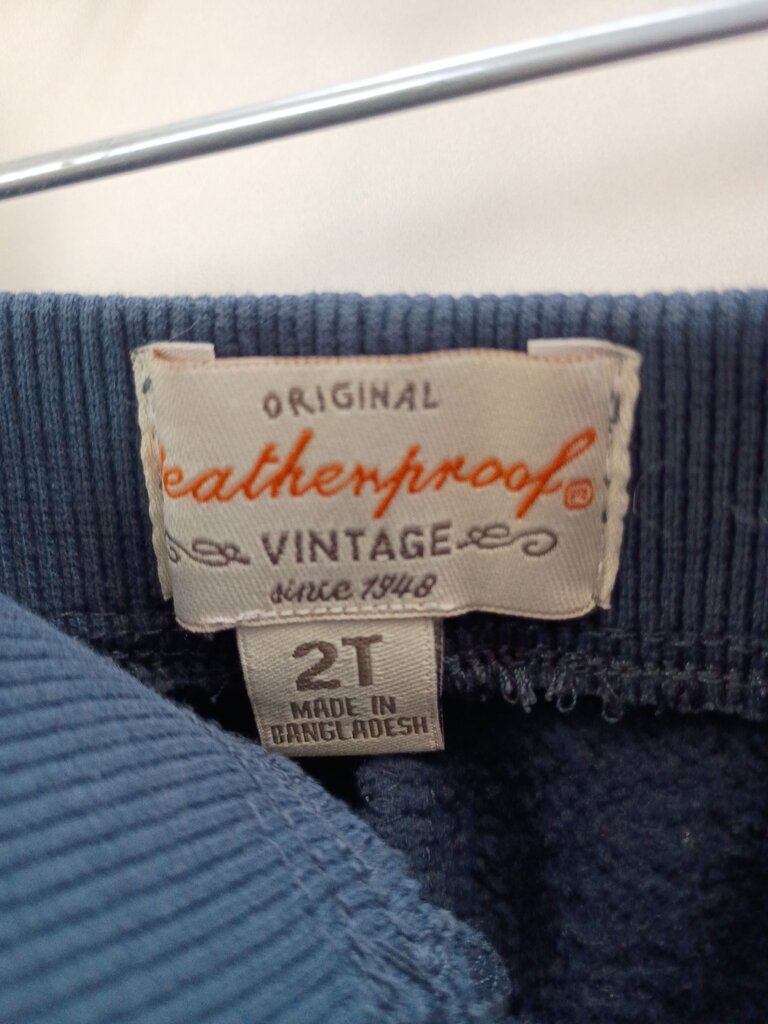 ORIGINAL
eatherproof®
VINTAGE
since 1948
2T
MADE IN
BANGLADESH